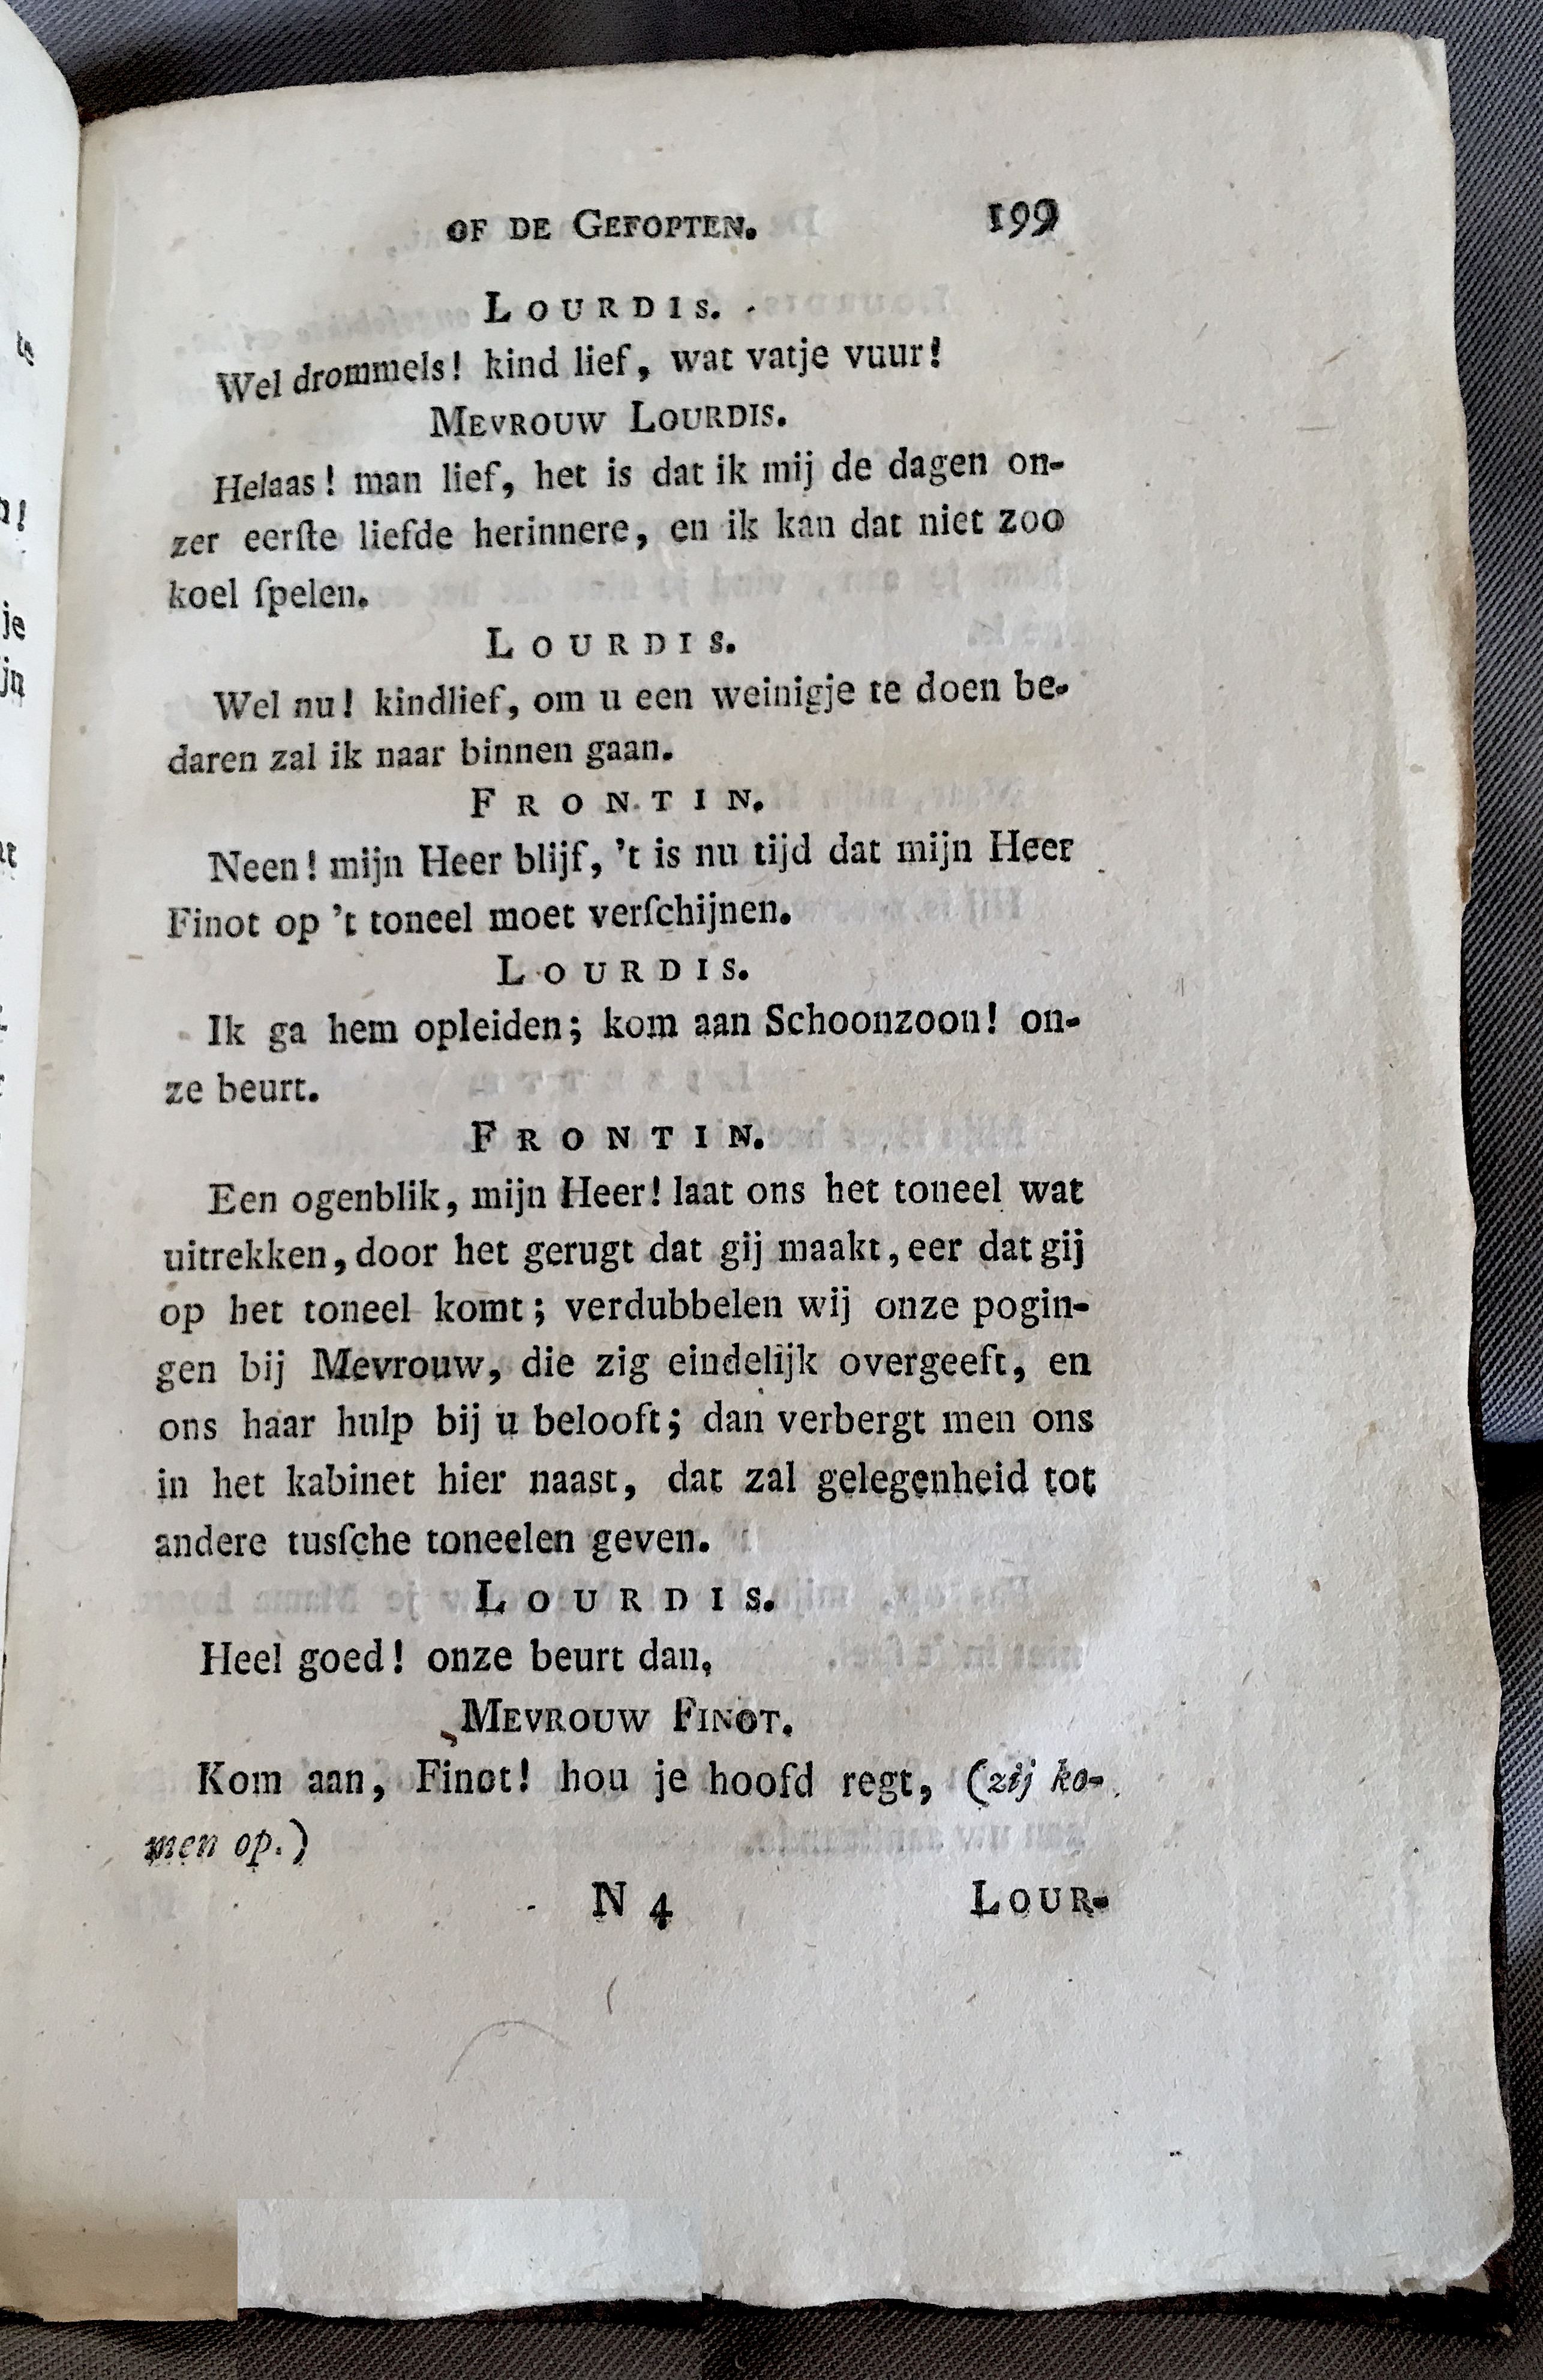 OF DE GEFOPTEN. 199
LOURDIS.
Wel drommels! kind lief, wat vatje vuur!
MEVROUW LOURDIS.
Helaas! man lief, het is dat ik mij de dagen on-
zer eerſte liefde herinnere, en ik kan dat niet zoo
koel ſpelen.
LOURDIS.
Wel nu! kindlief, om u een weinigje te doen be-
daren zal ik naar binnen gaan.
FRONTIN.
Neen! mijn Heer blijf, 't is nu tijd dat mijn Heer
Finot op 't toneel moet verſchijnen.
LOURDIS.
Ik ga hem opleiden; kom aan Schoonzoon! on-
ze beurt.
FRONTIN.
Een ogenblik, mijn Heer! laat ons het toneel wat
uitrekken, door het gerugt dat gij maakt, eer dat gij
op het toneel komt; verdubbelen wij onze pogin-
gen bij Mevrouw, die zig eindelijk overgeeft, en
ons haar hulp bij u belooft; dan verbergt men ons
in het kabinet hier naast, dat zal gelegenheid tot
andere tusſche toneelen geven.
LOURDIS.
Heel goed! onze beurt dan,
MEVROUW FINOT.
Kom aan, Finot! hou je hoofd regt, (zij ko-
men op.)
N 4 LOUR-